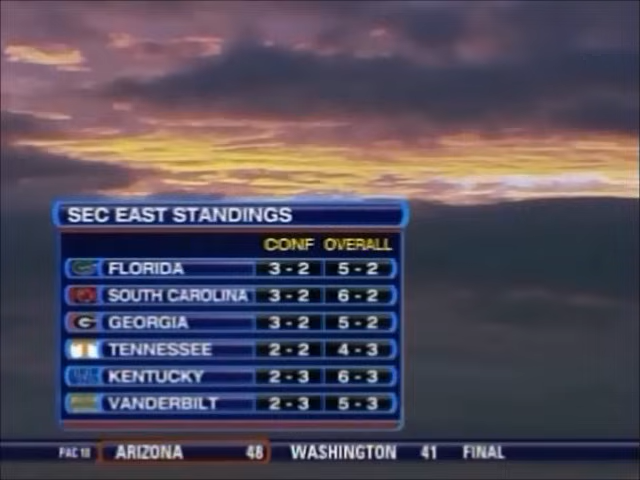 SEC EAST STANDINGS
CONF OVERALL
FLORIDA 3 - 2 5 - 2
SOUTH CAROLINA 3 - 2 6 - 2
GEORGIA 3 - 2 5 - 2
TENNESSEE 2 - 2 4 - 3
KENTUCKY 2 - 3 6 - 3
VANDERBILT 2 - 3 5 - 3
PAC 10 ARIZONA 48 WASHINGTON 41 FINAL